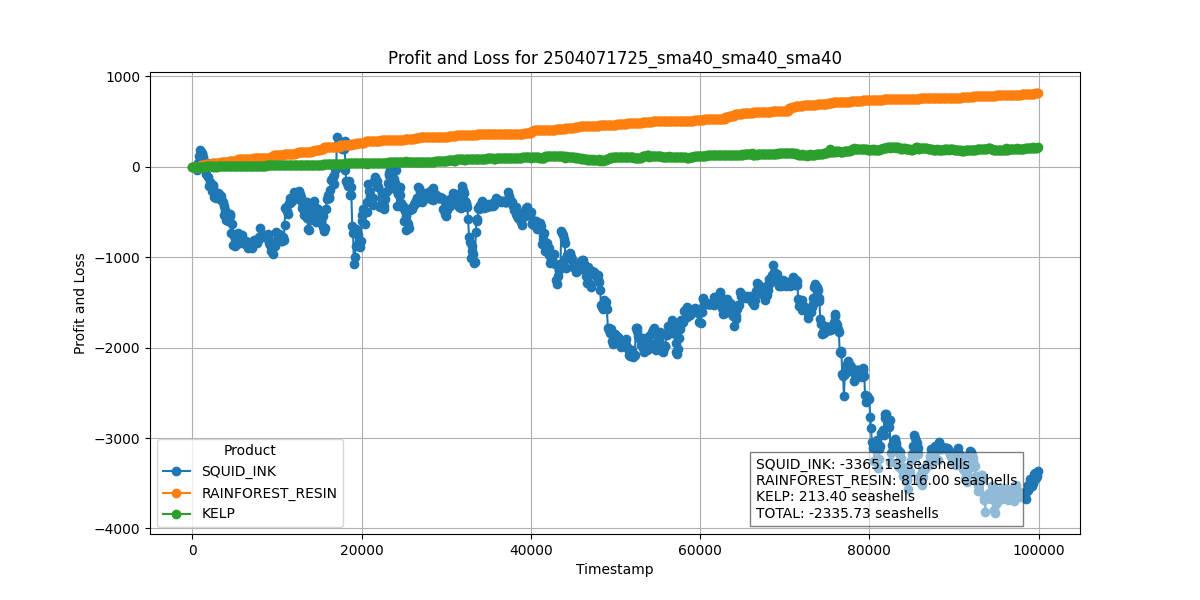 Profit and Loss for 2504071725_sma40_sma40_sma40
1000
0
−1000
−2000
−3000
−4000
Profit and Loss
Product
SQUID_INK
RAINFOREST_RESIN
KELP
SQUID_INK: -3365.13 seashells
RAINFOREST_RESIN: 816.00 seashells
KELP: 213.40 seashells
TOTAL: -2335.73 seashells
0 20000 40000 60000 80000 100000
Timestamp